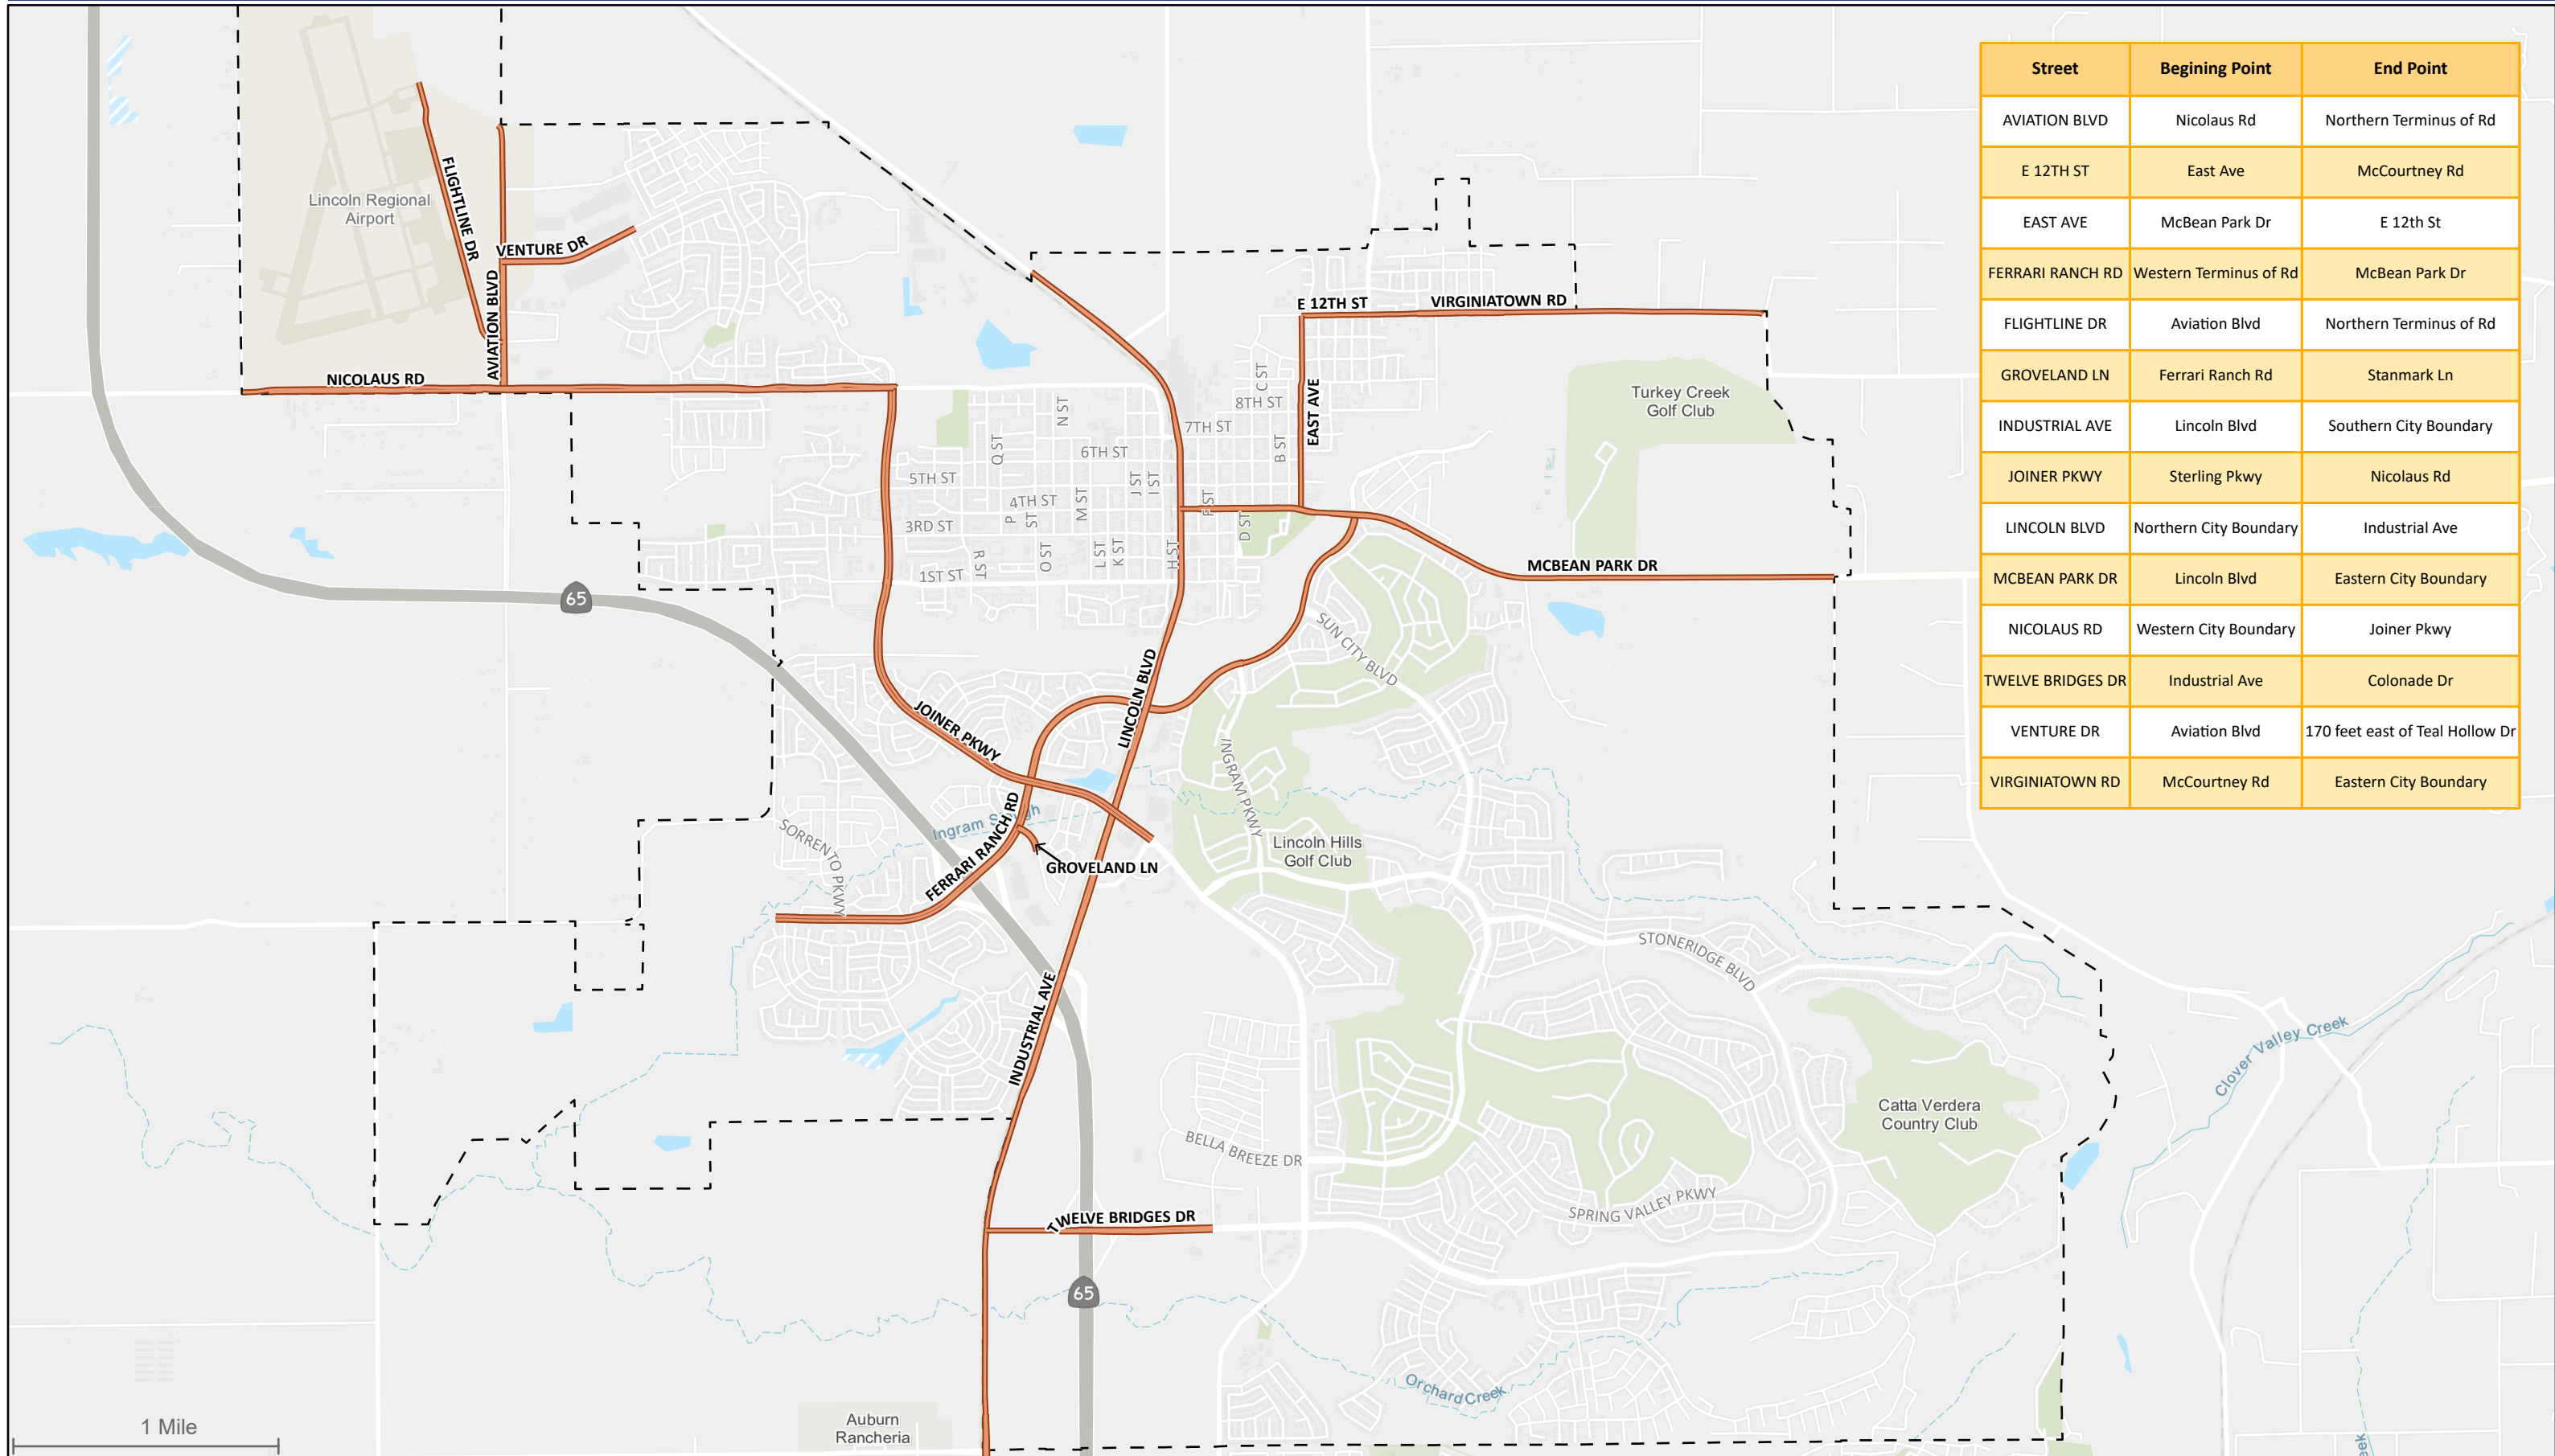 Street Begining Point End Point
AVIATION BLVD Nicolaus Rd Northern Terminus of Rd
E 12TH ST East Ave McCourtney Rd
EAST AVE McBean Park Dr E 12th St
FERRARI RANCH RD Western Terminus of Rd McBean Park Dr
FLIGHTLINE DR Aviation Blvd Northern Terminus of Rd
GROVELAND LN Ferrari Ranch Rd Stanmark Ln
INDUSTRIAL AVE Lincoln Blvd Southern City Boundary
JOINER PKWY Sterling Pkwy Nicolaus Rd
LINCOLN BLVD Northern City Boundary Industrial Ave
MCBEAN PARK DR Lincoln Blvd Eastern City Boundary
NICOLAUS RD Western City Boundary Joiner Pkwy
TWELVE BRIDGES DR Industrial Ave Colonade Dr
VENTURE DR Aviation Blvd 170 feet east of Teal Hollow Dr
VIRGINIATOWN RD McCourtney Rd Eastern City Boundary
Lincoln Regional
Airport
FLIGHTLINE DR
VENTURE DR
AVIATION BLVD
NICOLAUS RD
E 12TH ST
VIRGINIATOWN RD
EAST AVE
Turkey Creek
Golf Club
C ST
8TH ST
7TH ST
B ST
N ST
Q ST
6TH ST
5TH ST
J ST
I ST
4TH ST
M ST
F ST
P
ST
3RD ST
D ST
O ST
L ST
K ST
H ST
R ST
1ST ST
MCBEAN PARK DR
65
SUN CITY BLVD
LINCOLN BLVD
JOINER PKWY
INGRAM PKWY
Ingram Slough
FERRARI RANCH RD
SORRENTO PKWY
GROVELAND LN
Lincoln Hills
Golf Club
STONERIDGE BLVD
INDUSTRIAL AVE
Clover Valley Creek
Catta Verdera
Country Club
BELLA BREEZE DR
SPRING VALLEY PKWY
TWELVE BRIDGES DR
65
Orchard Creek
Auburn
Rancheria
1 Mile